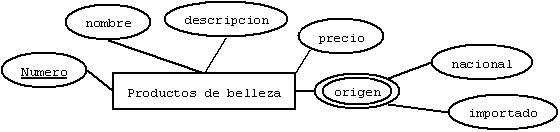 nombre
descripcion
precio
Numero
Productos de belleza
origen
nacional
importado